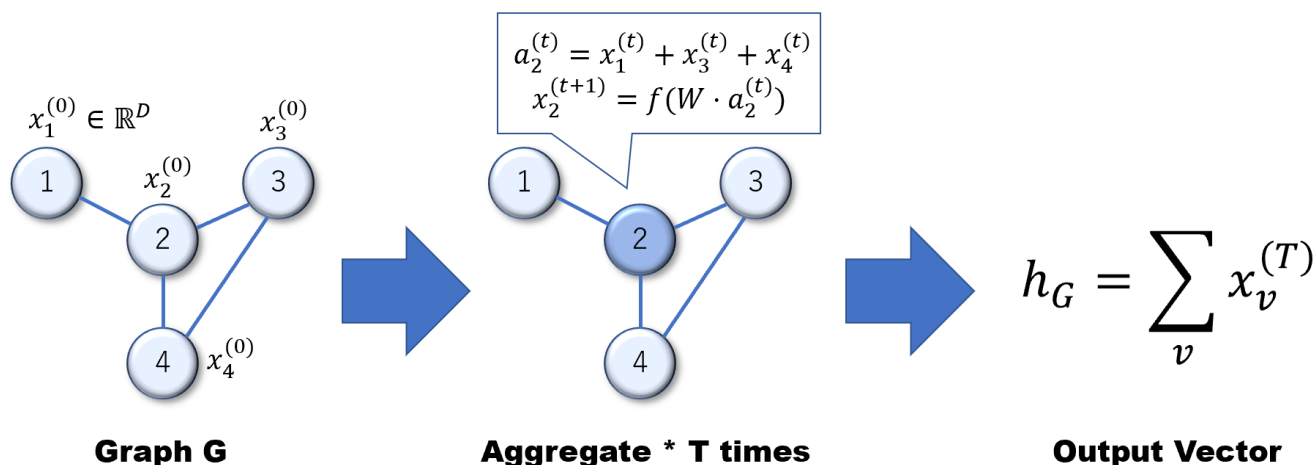 x_1^{(0)} ∈ ℝ^D
x_2^{(0)}
x_3^{(0)}
1
2
3
4
x_4^{(0)}
Graph G
a_2^{(t)} = x_1^{(t)} + x_3^{(t)} + x_4^{(t)}
x_2^{(t+1)} = f(W · a_2^{(t)})
1
2
3
4
Aggregate * T times
h_G = ∑_v x_v^{(T)}
Output Vector